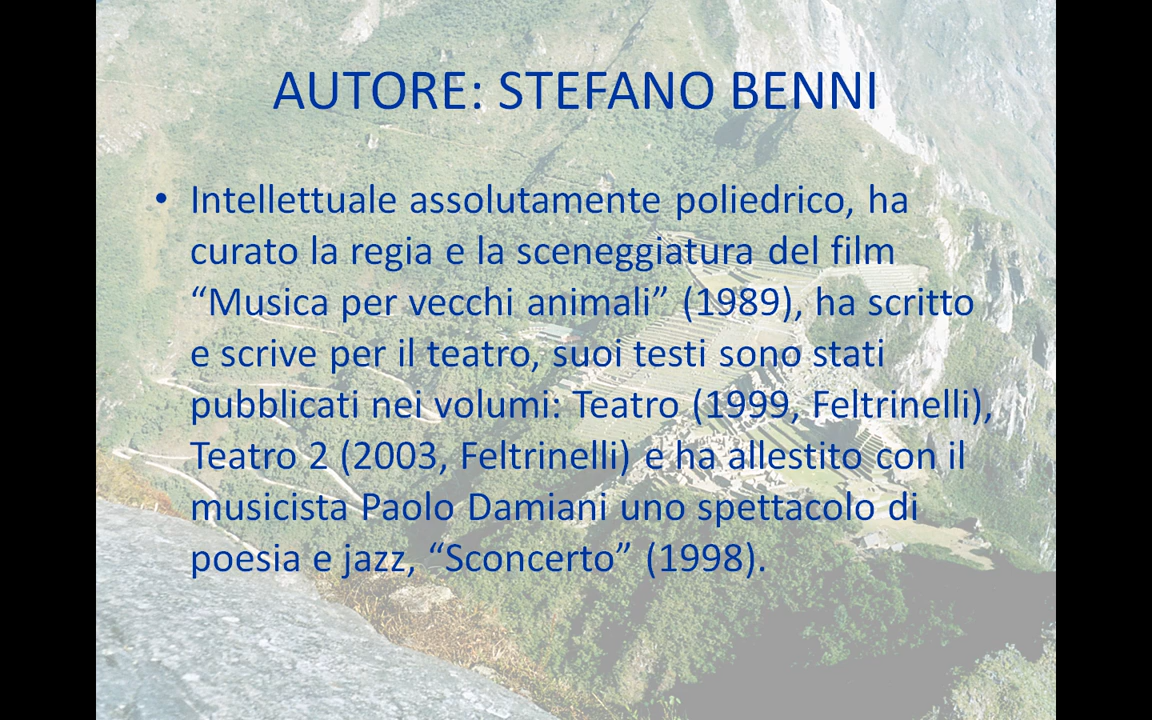 AUTORE: STEFANO BENNI
• Intellettuale assolutamente poliedrico, ha
curato la regia e la sceneggiatura del film
“Musica per vecchi animali” (1989), ha scritto
e scrive per il teatro, suoi testi sono stati
pubblicati nei volumi: Teatro (1999, Feltrinelli),
Teatro 2 (2003, Feltrinelli) e ha allestito con il
musicista Paolo Damiani uno spettacolo di
poesia e jazz, “Sconcerto” (1998).